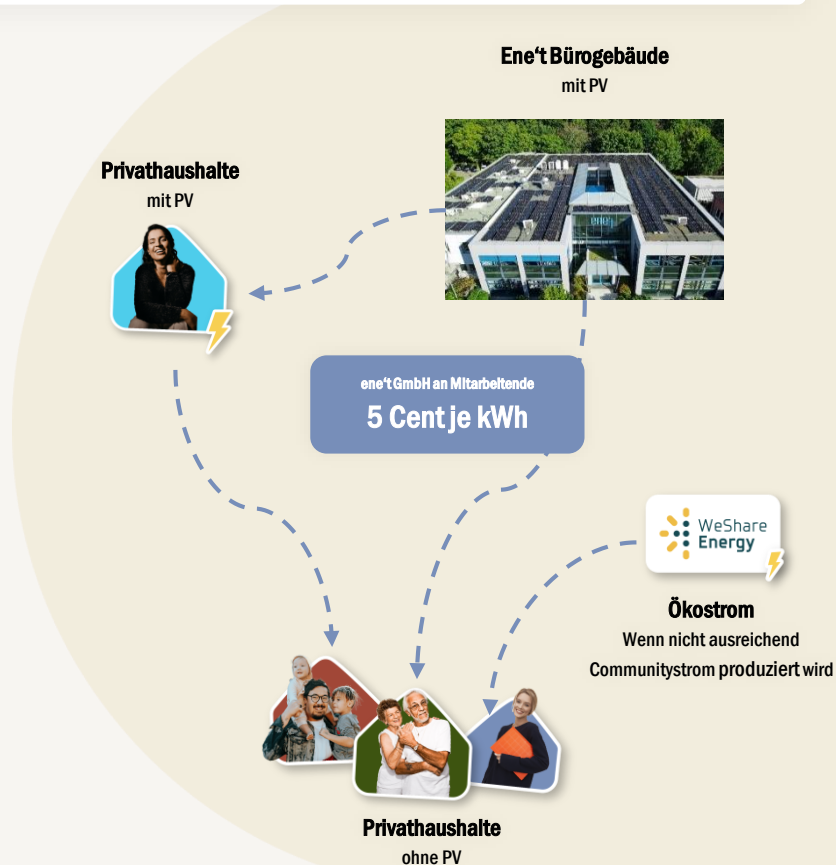 Ene‘t Bürogebäude
mit PV
Privathaushalte
mit PV
ene‘t GmbH an Mitarbeitende
5 Cent je kWh
WeShare
Energy
Ökostrom
Wenn nicht ausreichend
Communitystrom produziert wird
Privathaushalte
ohne PV